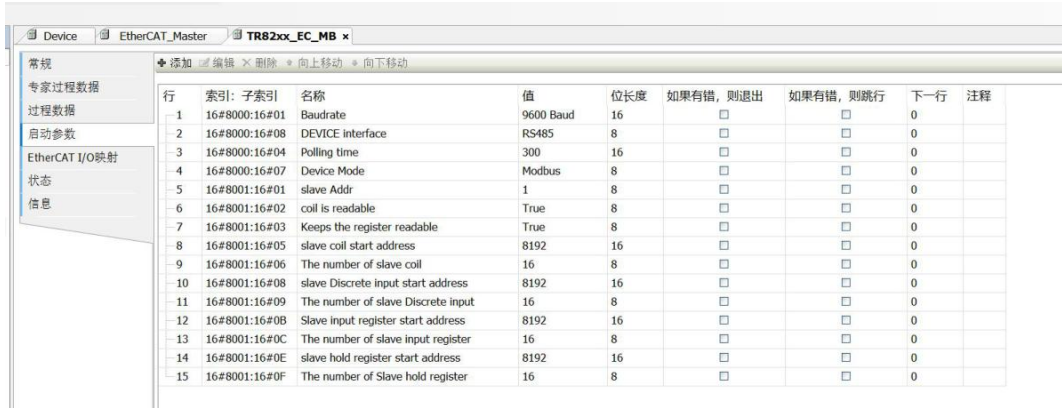 Device EtherCAT_Master TR82xx_EC_MB ×
常规
专家过程数据
过程数据
启动参数
EtherCAT I/O映射
状态
信息
添加 编辑 删除 向上移动 向下移动
行 索引: 子索引 名称 值 位长度 如果有错，则退出 如果有错，则跳行 下一行 注释
1 16#8000:16#01 Baudrate 9600 Baud 16 0
2 16#8000:16#08 DEVICE interface RS485 8 0
3 16#8000:16#04 Polling time 300 16 0
4 16#8000:16#07 Device Mode Modbus 8 0
5 16#8001:16#01 slave Addr 1 8 0
6 16#8001:16#02 coil is readable True 8 0
7 16#8001:16#03 Keeps the register readable True 8 0
8 16#8001:16#05 slave coil start address 8192 16 0
9 16#8001:16#06 The number of slave coil 16 8 0
10 16#8001:16#08 slave Discrete input start address 8192 16 0
11 16#8001:16#09 The number of slave Discrete input 16 8 0
12 16#8001:16#0B Slave input register start address 8192 16 0
13 16#8001:16#0C The number of slave input register 16 8 0
14 16#8001:16#0E slave hold register start address 8192 16 0
15 16#8001:16#0F The number of Slave hold register 16 8 0